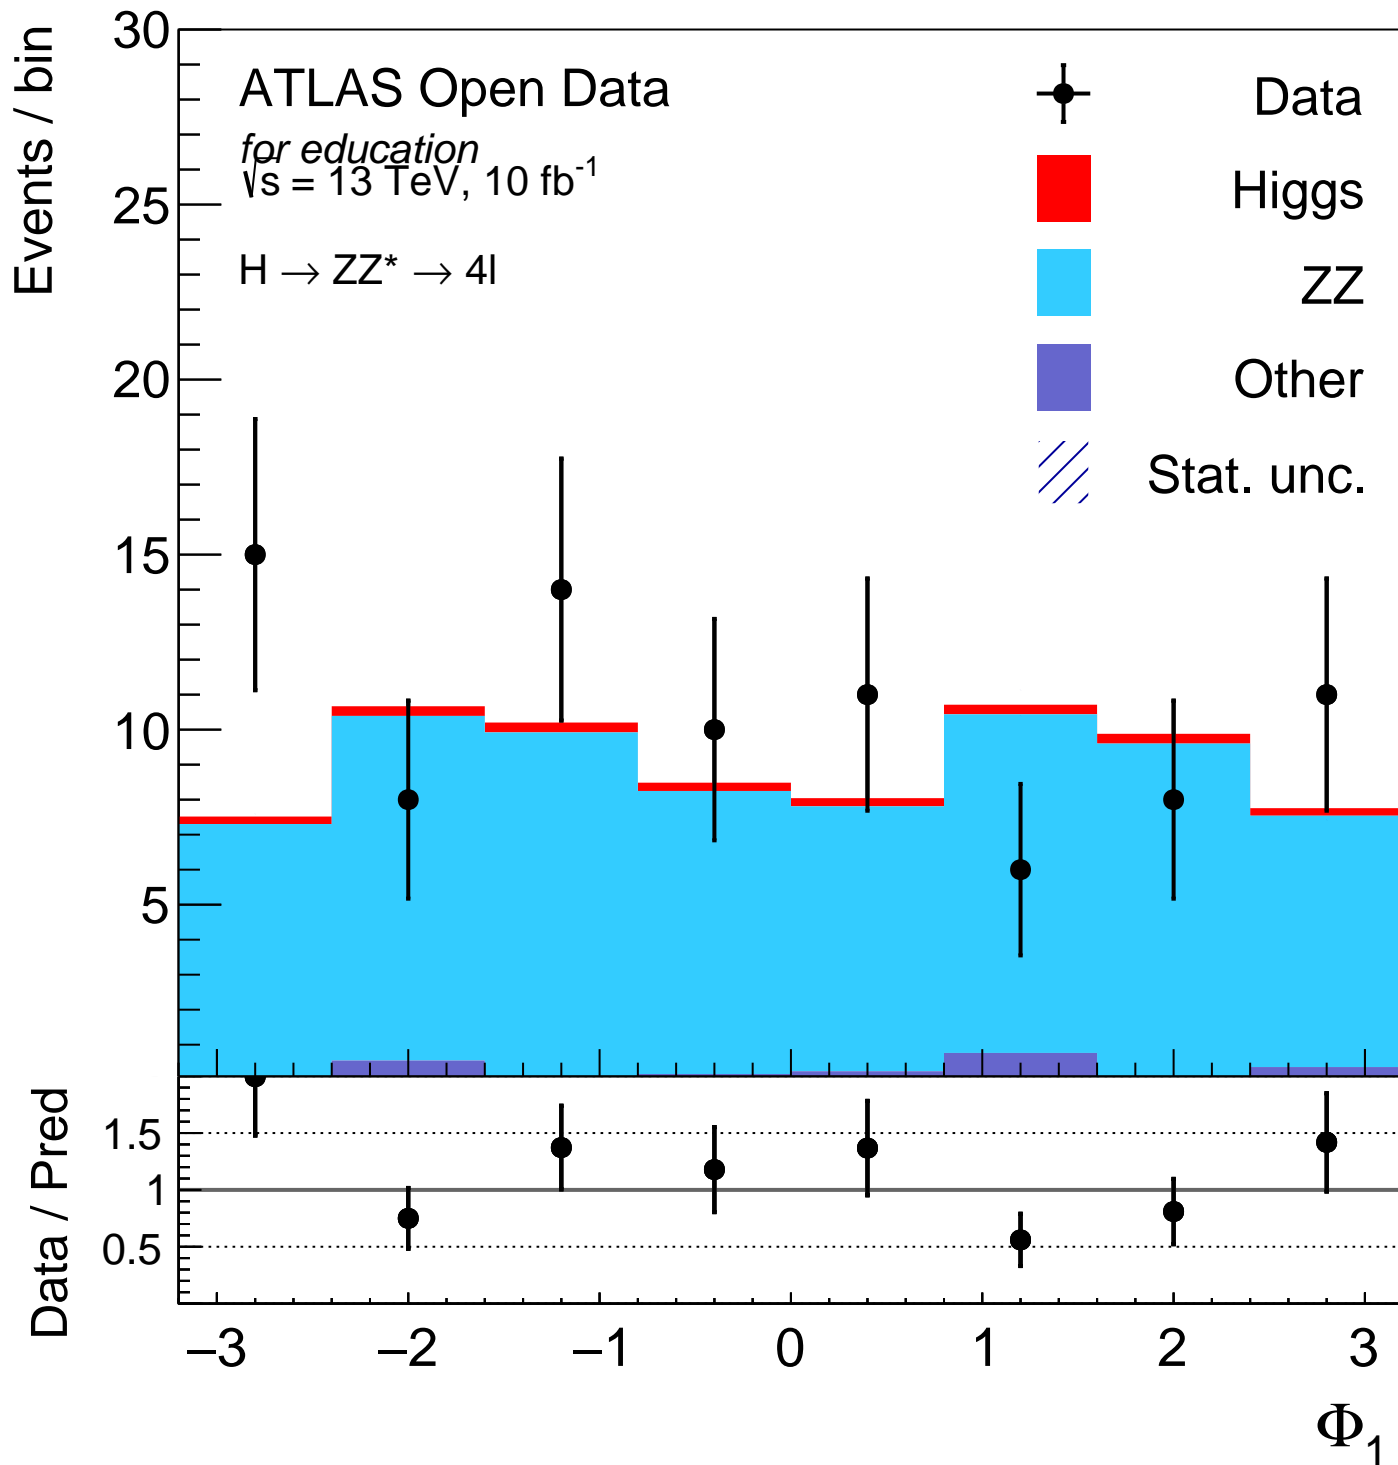 Events / bin
30
25
20
15
10
5
ATLAS Open Data
for education
√s = 13 TeV, 10 fb⁻¹
H → ZZ* → 4l
Data
Higgs
ZZ
Other
Stat. unc.
Data / Pred
1.5
1
0.5
−3 −2 −1 0 1 2 3
Φ₁